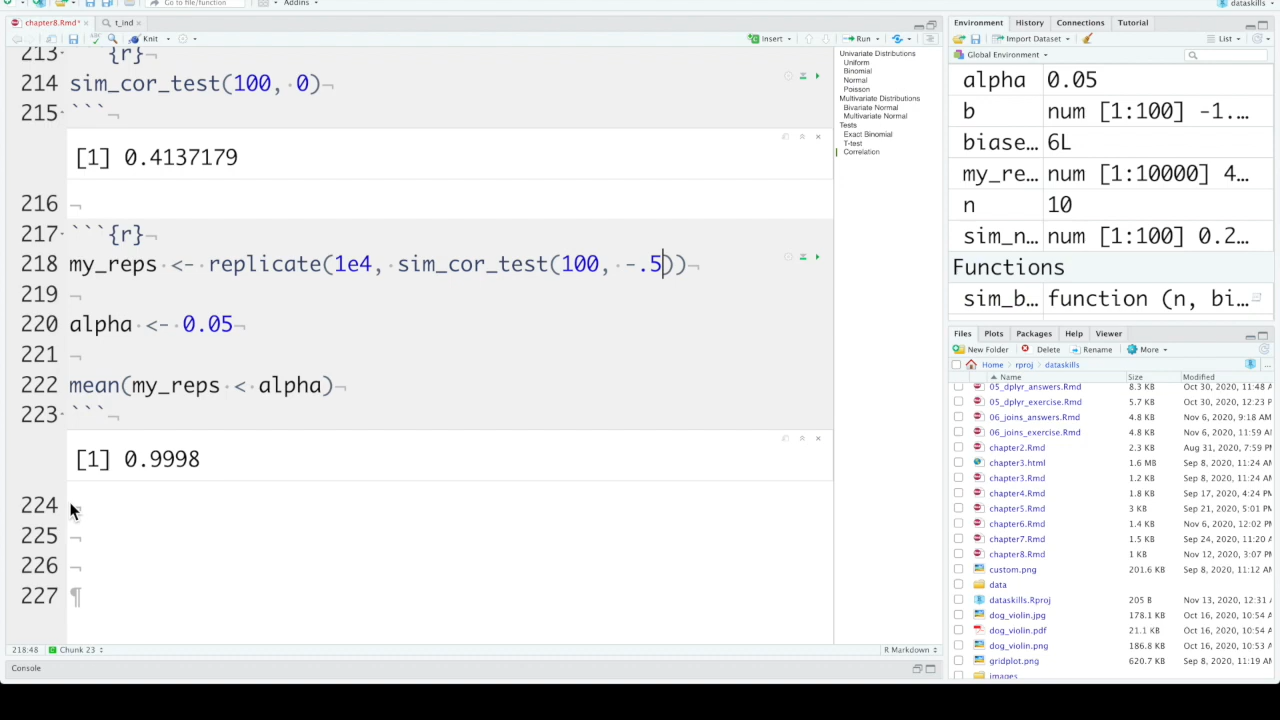 Go to file/function
Addins
dataskills
chapter8.Rmd*
t_ind
Knit
Insert
Run
213 {r}
214 sim_cor_test(100, 0)
215 ```
[1] 0.4137179
216
217 ```{r}
218 my_reps <- replicate(1e4, sim_cor_test(100, -.5))
219
220 alpha <- 0.05
221
222 mean(my_reps < alpha)
223 ```
[1] 0.9998
224
225
226
227
218:48 Chunk 23
R Markdown
Console
Univariate Distributions
Uniform
Binomial
Normal
Poisson
Multivariate Distributions
Bivariate Normal
Multivariate Normal
Tests
Exact Binomial
T-test
Correlation
Environment History Connections Tutorial
Import Dataset
List
Global Environment
alpha 0.05
b num [1:100] -1.…
biase… 6L
my_re… num [1:10000] 4…
n 10
sim_n… num [1:100] 0.2…
Functions
sim_b… function (n, bi…
Files Plots Packages Help Viewer
New Folder Delete Rename More
Home rproj dataskills
Name Size Modified
05_dplyr_answers.Rmd 8.3 KB Oct 30, 2020, 11:48 A
05_dplyr_exercise.Rmd 5.7 KB Oct 30, 2020, 12:23 P
06_joins_answers.Rmd 4.8 KB Nov 6, 2020, 9:18 AM
06_joins_exercise.Rmd 4.8 KB Nov 6, 2020, 11:59 A
chapter2.Rmd 2.3 KB Aug 31, 2020, 7:59 P
chapter3.html 1.6 MB Sep 8, 2020, 11:24 A
chapter3.Rmd 1.2 KB Sep 8, 2020, 11:24 A
chapter4.Rmd 1.8 KB Sep 17, 2020, 4:24 P
chapter5.Rmd 3 KB Sep 21, 2020, 5:01 P
chapter6.Rmd 1.4 KB Nov 6, 2020, 12:02 P
chapter7.Rmd 1.5 KB Sep 24, 2020, 11:20 A
chapter8.Rmd 1 KB Nov 12, 2020, 3:07 P
custom.png 201.6 KB Sep 8, 2020, 11:12 A
data
dataskills.Rproj 205 B Nov 13, 2020, 12:31 A
dog_violin.jpg 178.1 KB Oct 16, 2020, 10:54 A
dog_violin.pdf 21.1 KB Oct 16, 2020, 10:54 A
dog_violin.png 186.8 KB Oct 16, 2020, 10:54 A
gridplot.png 620.7 KB Sep 8, 2020, 11:19 A
images